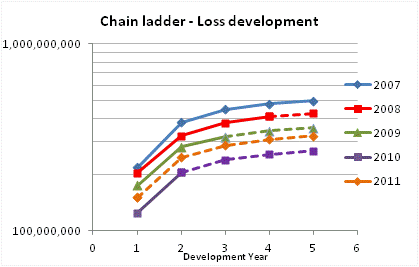 Chain ladder - Loss development
1,000,000,000
100,000,000
0 1 2 3 4 5 6
Development Year
2007
2008
2009
2010
2011